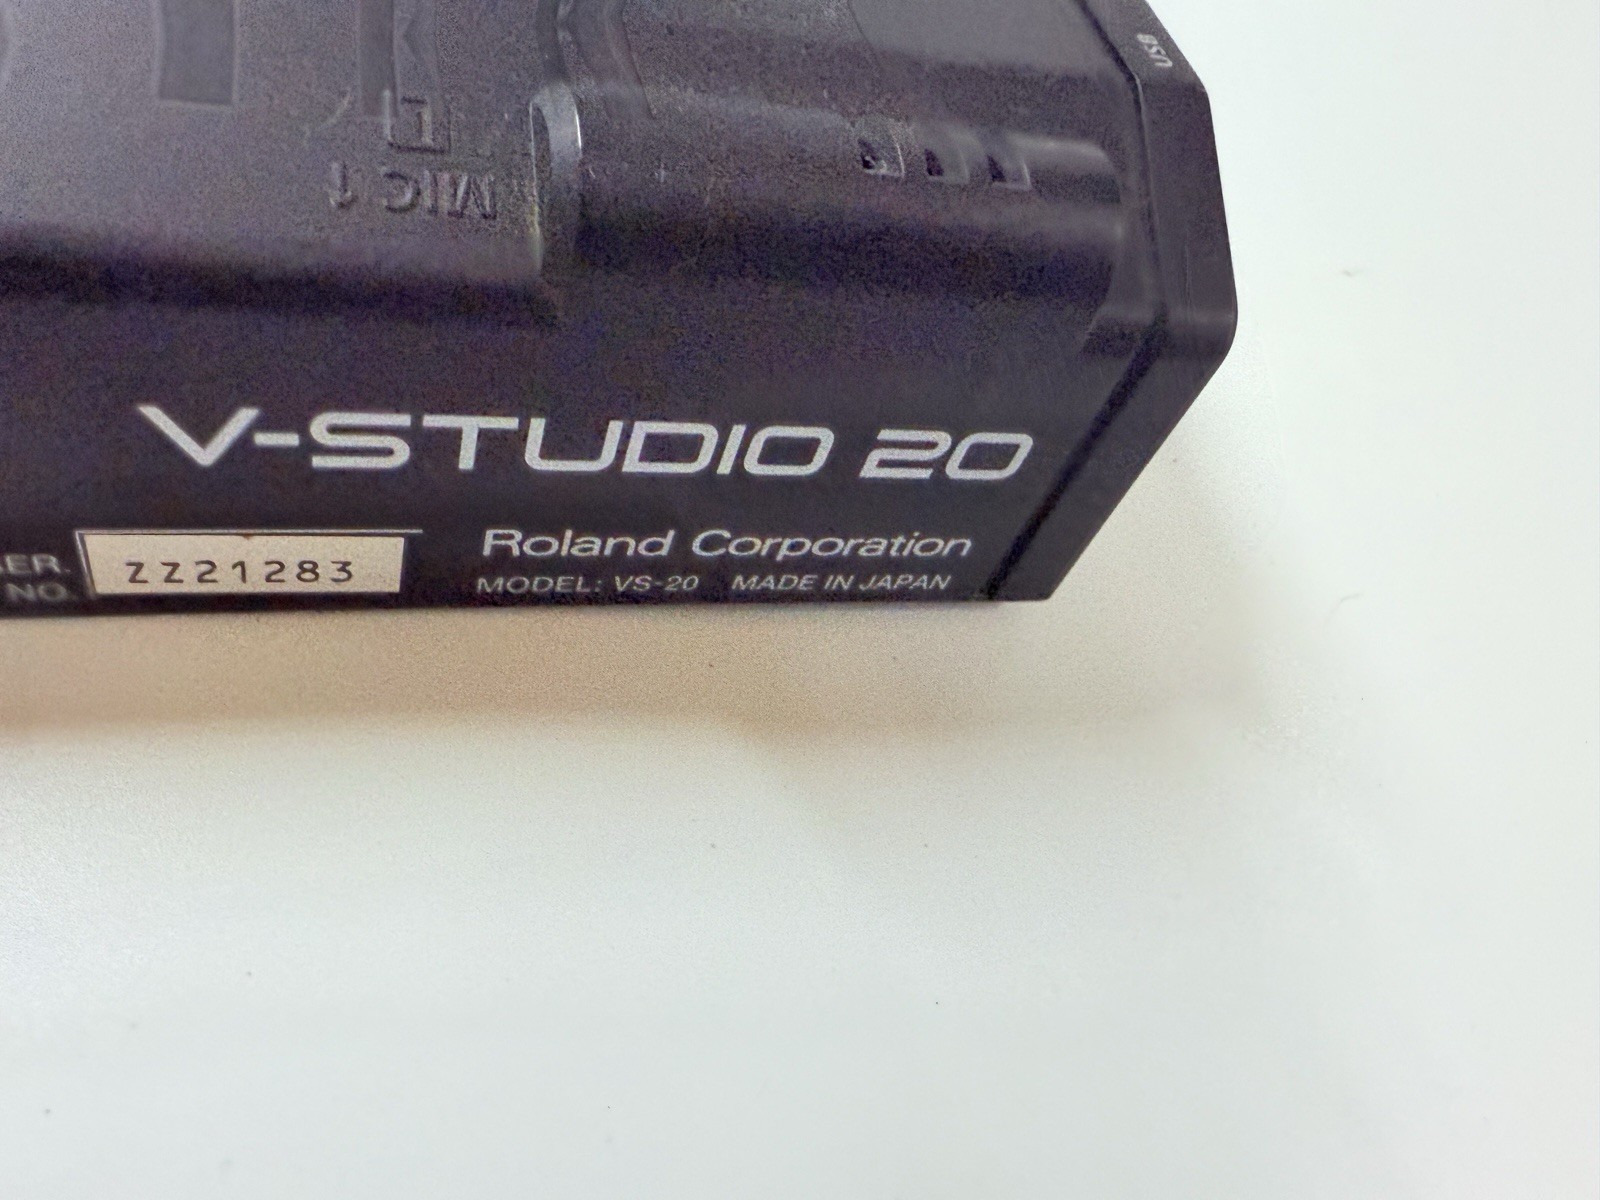 USB
MIC 1
V-STUDIO 20
SER.
NO.
ZZ21283
Roland Corporation
MODEL: VS-20 MADE IN JAPAN